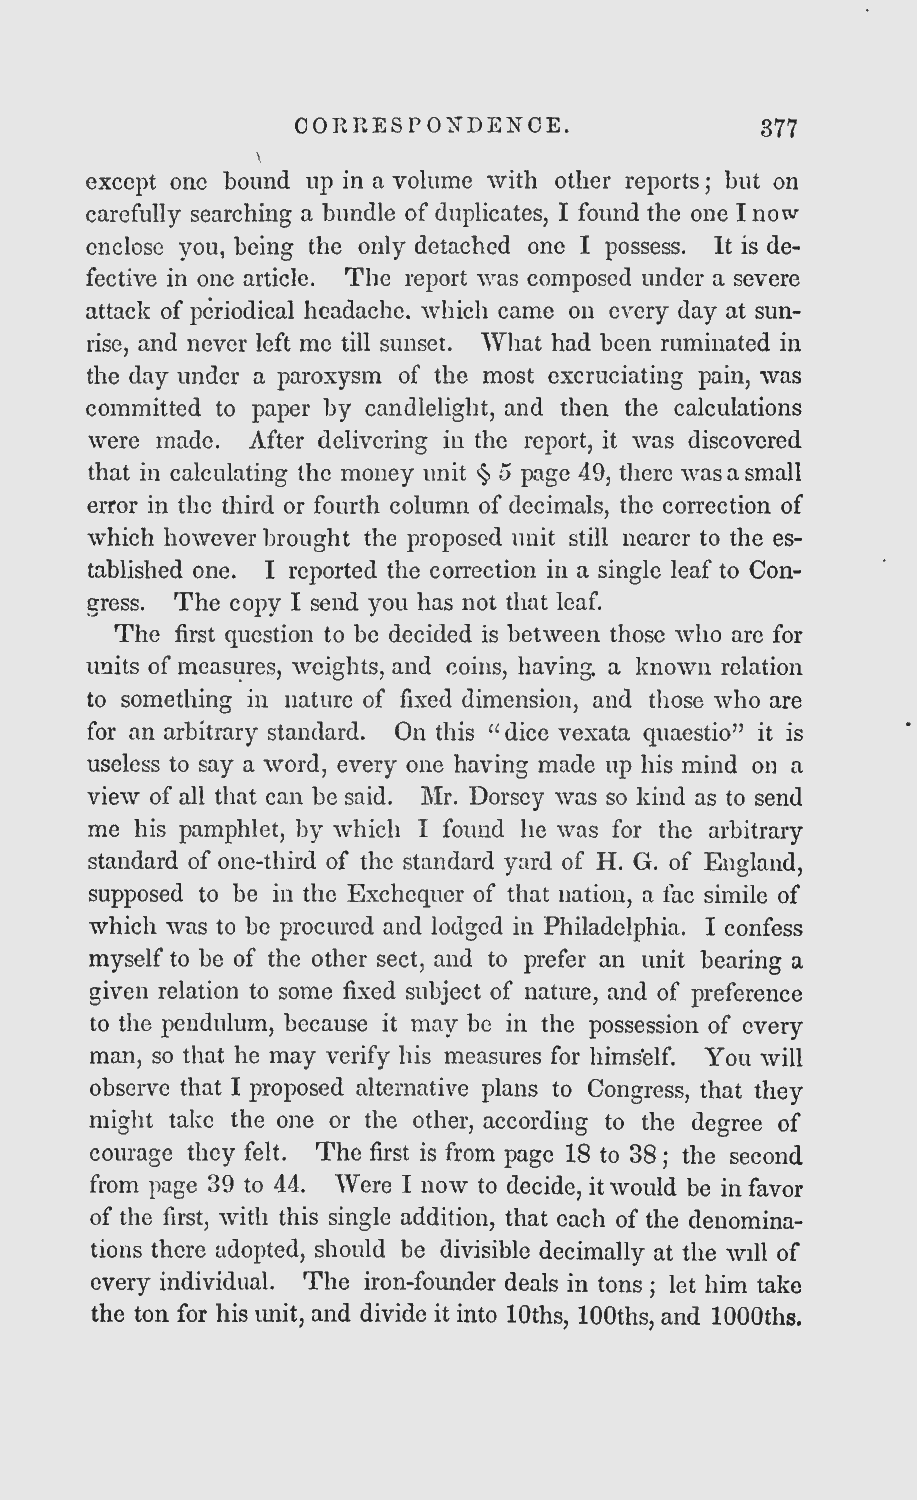 CORRESPONDENCE. 377
except one bound up in a volume with other reports; but on
carefully searching a bundle of duplicates, I found the one I now
enclose you, being the only detached one I possess. It is de-
fective in one article. The report was composed under a severe
attack of periodical headache. which came on every day at sun-
rise, and never left me till sunset. What had been ruminated in
the day under a paroxysm of the most excruciating pain, was
committed to paper by candlelight, and then the calculations
were made. After delivering in the report, it was discovered
that in calculating the money unit § 5 page 49, there was a small
error in the third or fourth column of decimals, the correction of
which however brought the proposed unit still nearer to the es-
tablished one. I reported the correction in a single leaf to Con-
gress. The copy I send you has not that leaf.
The first question to be decided is between those who are for
units of measures, weights, and coins, having. a known relation
to something in nature of fixed dimension, and those who are
for an arbitrary standard. On this "dice vexata quaestio" it is
useless to say a word, every one having made up his mind on a
view of all that can be said. Mr. Dorsey was so kind as to send
me his pamphlet, by which I found he was for the arbitrary
standard of one-third of the standard yard of H. G. of England,
supposed to be in the Exchequer of that nation, a fac simile of
which was to be procured and lodged in Philadelphia. I confess
myself to be of the other sect, and to prefer an unit bearing a
given relation to some fixed subject of nature, and of preference
to the pendulum, because it may be in the possession of every
man, so that he may verify his measures for himself. You will
observe that I proposed alternative plans to Congress, that they
might take the one or the other, according to the degree of
courage they felt. The first is from page 18 to 38; the second
from page 39 to 44. Were I now to decide, it would be in favor
of the first, with this single addition, that each of the denomina-
tions there adopted, should be divisible decimally at the will of
every individual. The iron-founder deals in tons; let him take
the ton for his unit, and divide it into 10ths, 100ths, and 1000ths.